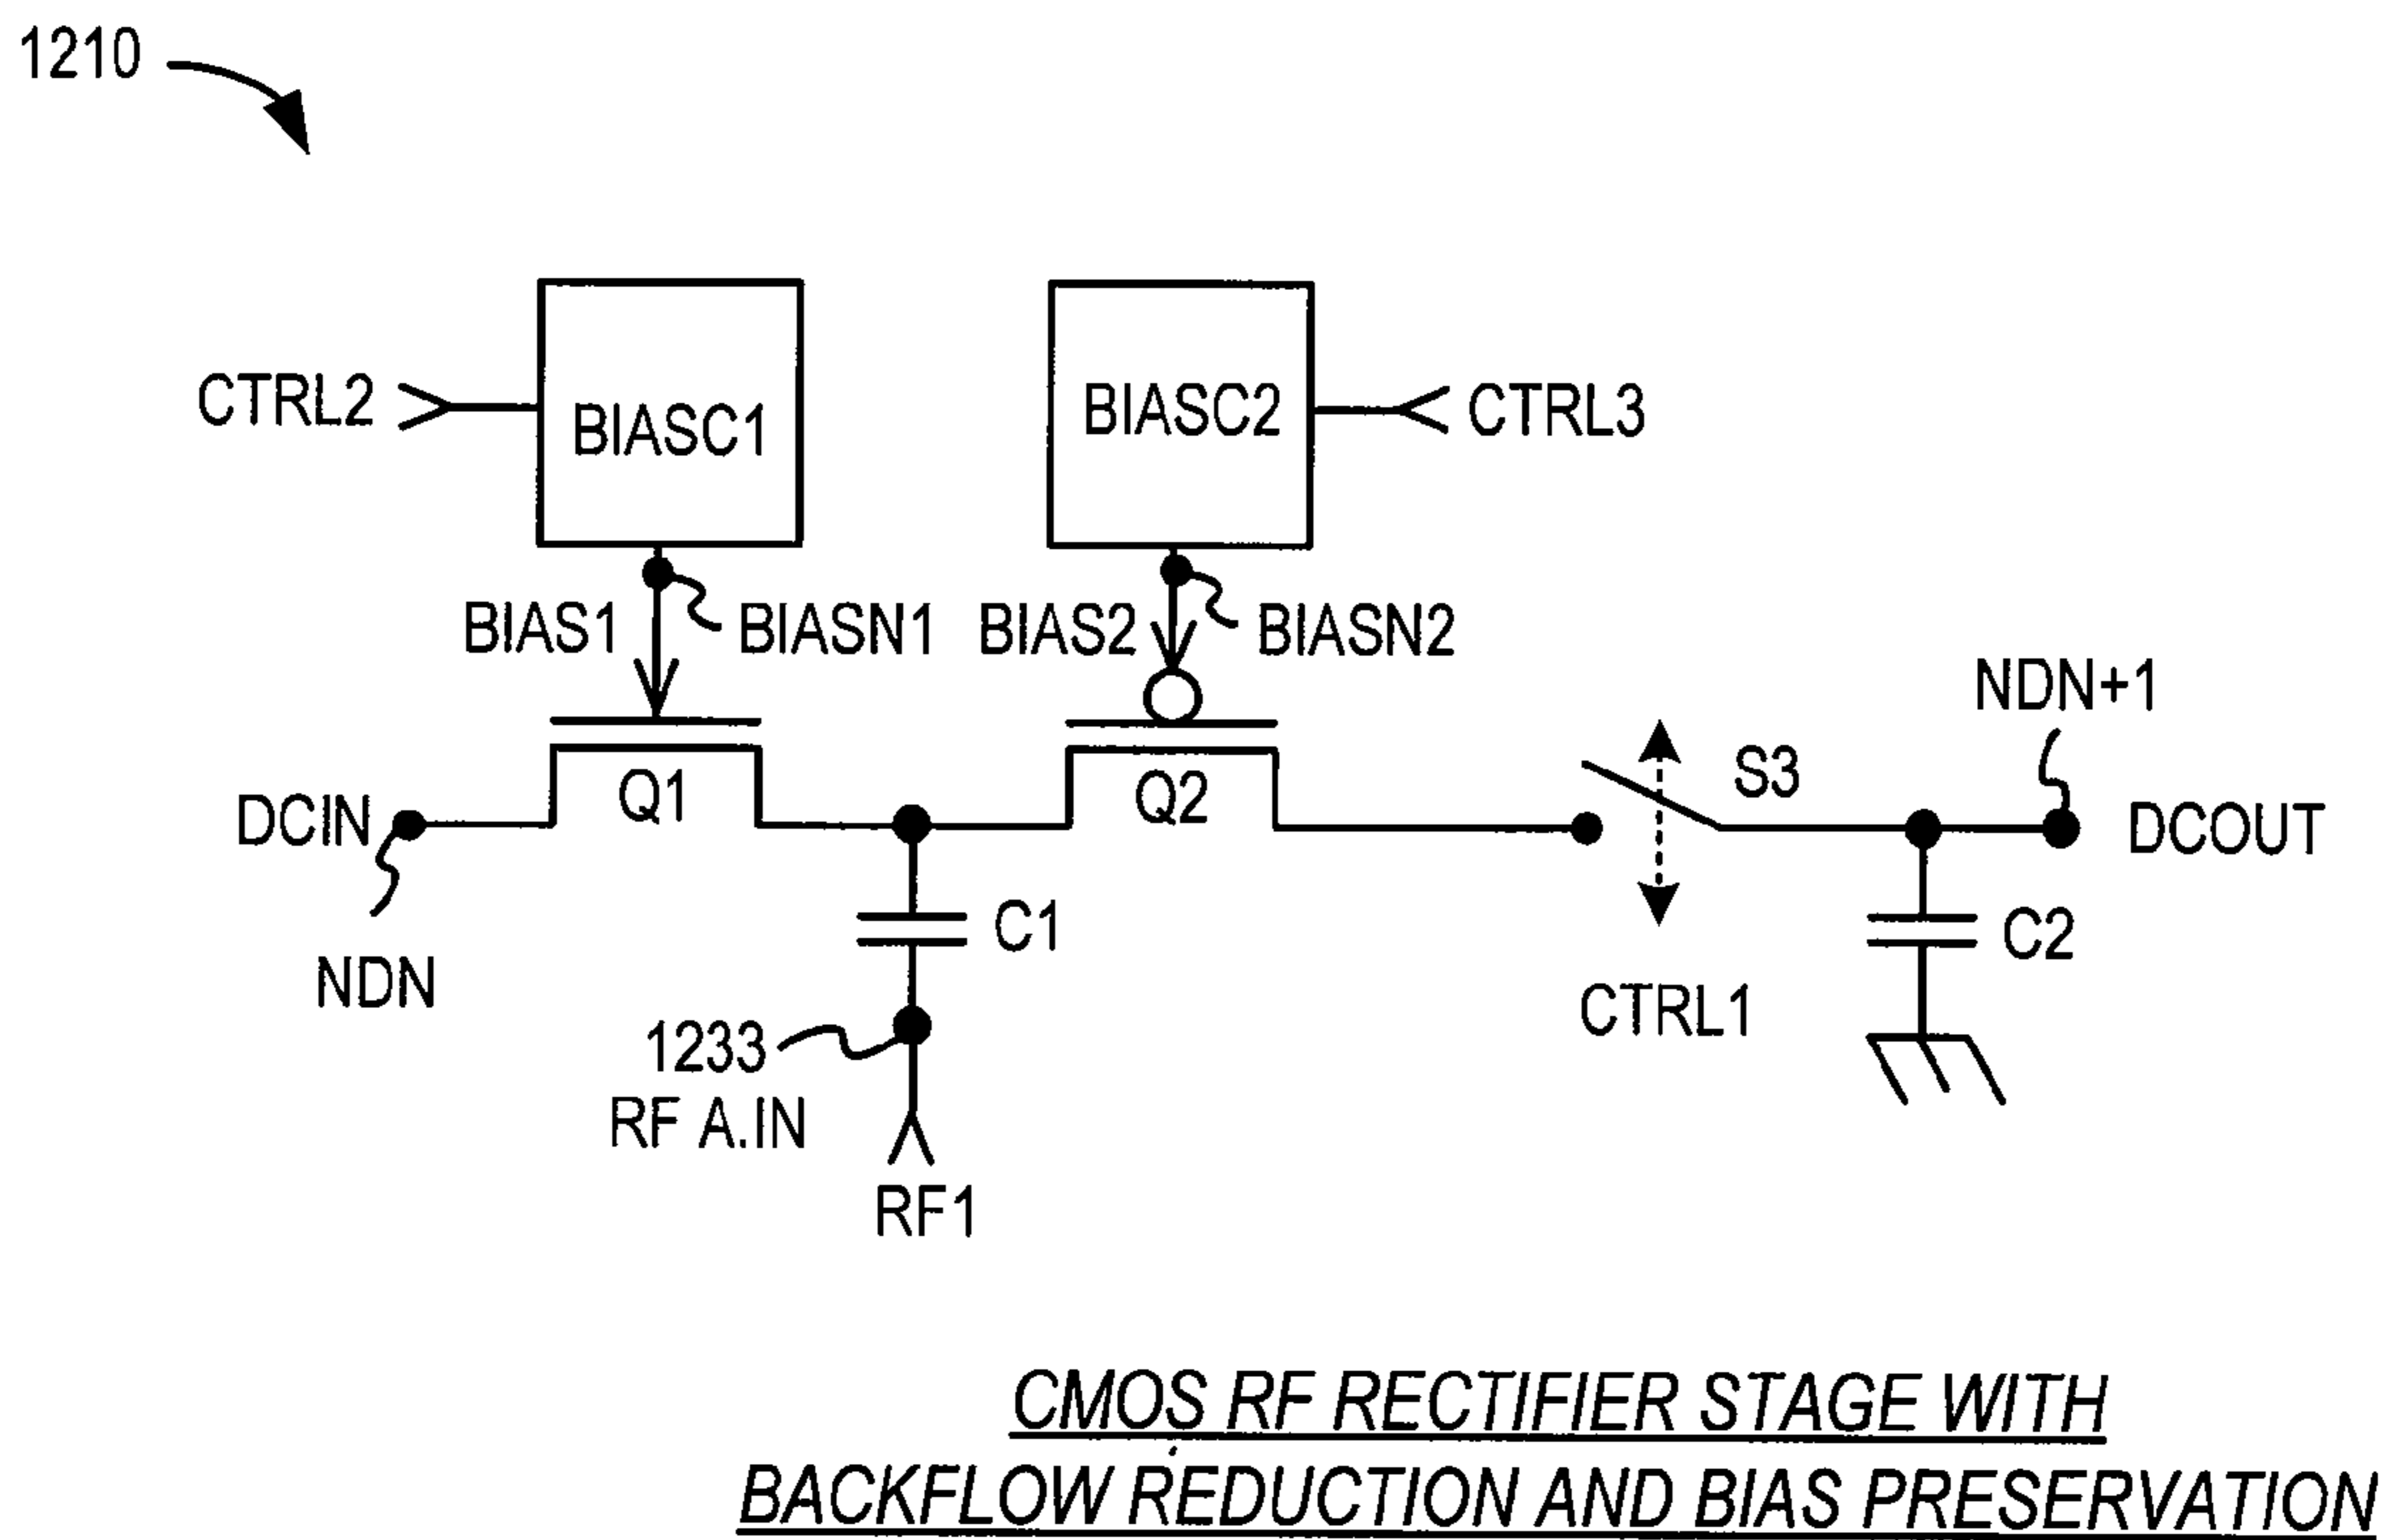 1210
CTRL2
BIASC1
BIASC2
CTRL3
BIAS1
BIASN1
BIAS2
BIASN2
NDN+1
DCIN
Q1
Q2
S3
DCOUT
C1
C2
NDN
CTRL1
1233
RF A.IN
RF1
CMOS RF RECTIFIER STAGE WITH
BACKFLOW REDUCTION AND BIAS PRESERVATION